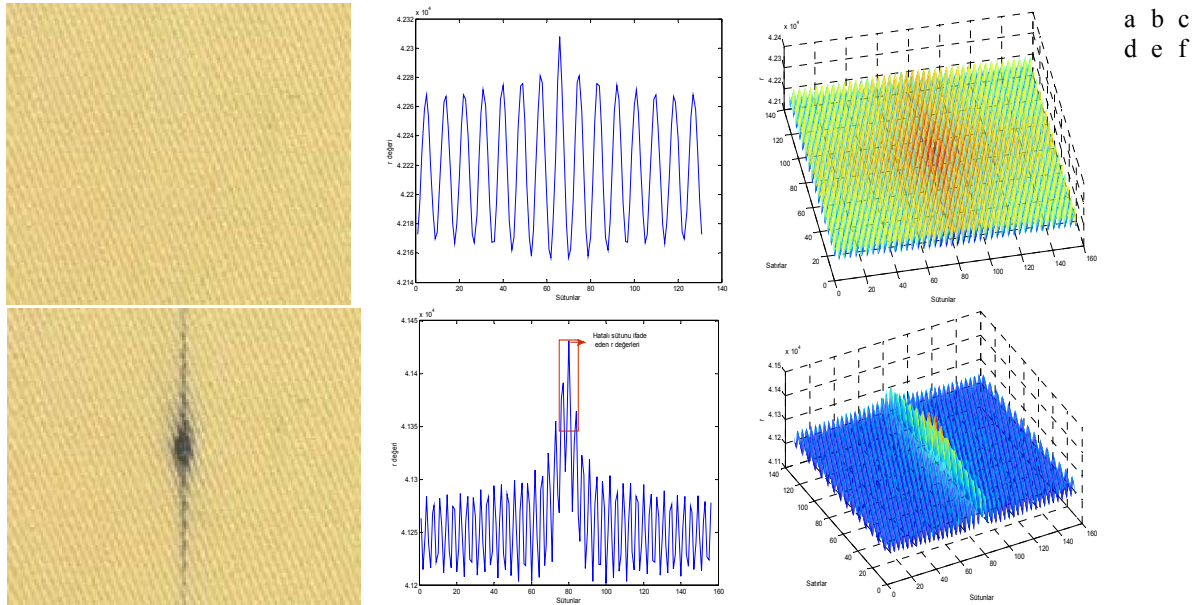 a b c
d e f
x 10⁴
4.232
4.23
4.228
4.226
4.224
4.222
4.22
4.218
4.216
4.214
0 20 40 60 80 100 120 140
r değeri
Sütunlar
x 10⁴
4.24
4.23
4.22
4.21
r
140
120
100
80
60
40
20
0
Satırlar
0 20 40 60 80 100 120 140 160
Sütunlar
x 10⁴
4.145
4.14
4.135
4.13
4.125
4.12
0 20 40 60 80 100 120 140 160
r değeri
Sütunlar
Hatalı sütunu ifade
eden r değerleri
x 10⁴
4.15
4.14
4.13
4.12
4.11
r
140
120
100
80
60
40
20
0
Satırlar
0 20 40 60 80 100 120 140 160
Sütunlar